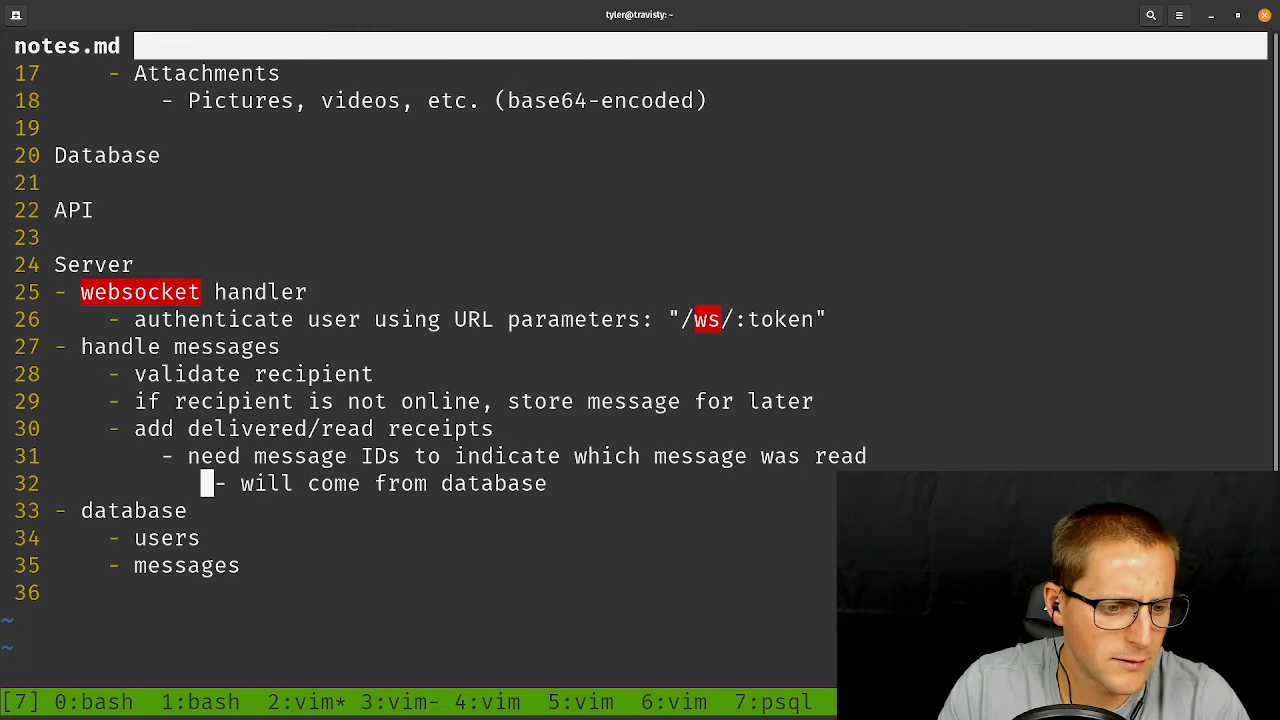 tyler@travisty: ~
notes.md
17 - Attachments
18 - Pictures, videos, etc. (base64-encoded)
19
20 Database
21
22 API
23
24 Server
25 - websocket handler
26 - authenticate user using URL parameters: "/ws/:token"
27 - handle messages
28 - validate recipient
29 - if recipient is not online, store message for later
30 - add delivered/read receipts
31 - need message IDs to indicate which message was read
32 - will come from database
33 - database
34 - users
35 - messages
36
~
~
[7] 0:bash 1:bash 2:vim* 3:vim- 4:vim 5:vim 6:vim 7:psql